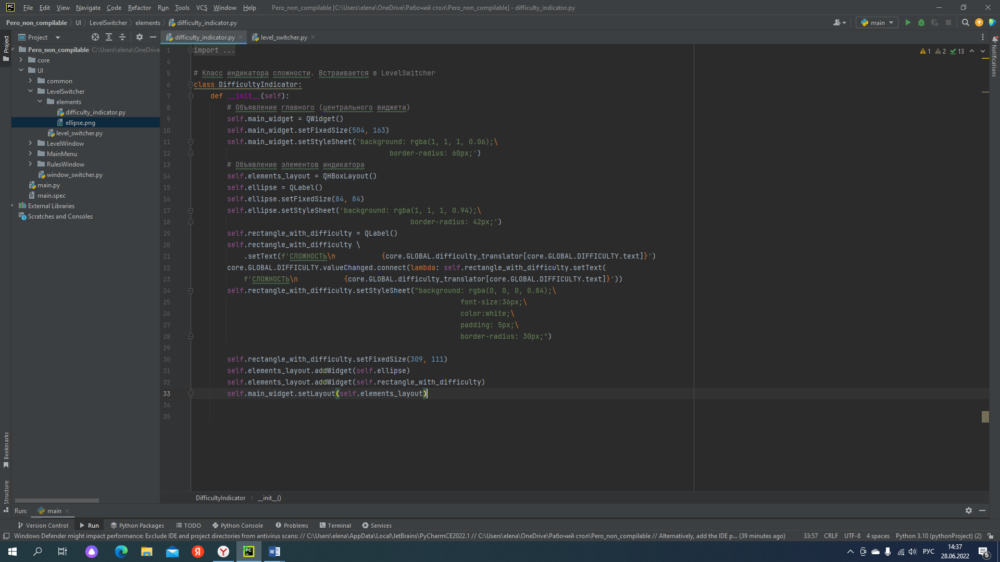 PC File Edit View Navigate Code Refactor Run Tools VCS Window Help Pero_non_compilable [C:\Users\elena\OneDrive\Рабочий стол\Pero_non_compilable] - difficulty_indicator.py
Pero_non_compilable UI LevelSwitcher elements difficulty_indicator.py main
Project difficulty_indicator.py level_switcher.py
Project
Notifications
Bookmarks
Structure
Pero_non_compilable C:\Users\elena\OneDrive
core
UI
common
LevelSwitcher
elements
difficulty_indicator.py
ellipse.png
level_switcher.py
LevelWindow
MainMenu
RulesWindow
window_switcher.py
main.py
main.spec
External Libraries
Scratches and Consoles
1 2 13
1 import ...
4
5 # Класс индикатора сложности. Встраивается в LevelSwitcher
6 class DifficultyIndicator:
7 def __init__(self):
8 # Объявление главного (центрального виджета)
9 self.main_widget = QWidget()
10 self.main_widget.setFixedSize(504, 163)
11 self.main_widget.setStyleSheet('background: rgba(1, 1, 1, 0.06);\
12 border-radius: 60px;')
13 # Объявление элементов индикатора
14 self.elements_layout = QHBoxLayout()
15 self.ellipse = QLabel()
16 self.ellipse.setFixedSize(84, 84)
17 self.ellipse.setStyleSheet('background: rgba(1, 1, 1, 0.94);\
18 border-radius: 42px;')
19 self.rectangle_with_difficulty = QLabel()
20 self.rectangle_with_difficulty \
21 .setText(f'СЛОЖНОСТЬ\n {core.GLOBAL.difficulty_translator[core.GLOBAL.DIFFICULTY.text]}')
22 core.GLOBAL.DIFFICULTY.valueChanged.connect(lambda: self.rectangle_with_difficulty.setText(
23 f'СЛОЖНОСТЬ\n {core.GLOBAL.difficulty_translator[core.GLOBAL.DIFFICULTY.text]}'))
24 self.rectangle_with_difficulty.setStyleSheet("background: rgba(0, 0, 0, 0.84);\
25 font-size:36px;\
26 color:white;\
27 padding: 5px;\
28 border-radius: 30px;")
29
30 self.rectangle_with_difficulty.setFixedSize(309, 111)
31 self.elements_layout.addWidget(self.ellipse)
32 self.elements_layout.addWidget(self.rectangle_with_difficulty)
33 self.main_widget.setLayout(self.elements_layout)
34
35
DifficultyIndicator __init__()
Run: main
Version Control Run Python Packages TODO Python Console Problems Terminal Services
Windows Defender might impact performance: Exclude IDE and project directories from antivirus scans: // C:\Users\elena\AppData\Local\JetBrains\PyCharmCE2022.1 // C:\Users\elena\OneDrive\Рабочий стол\Pero_non_compilable // Alternatively, add the IDE p... (39 minutes ago) 33:57 CRLF UTF-8 4 spaces Python 3.10 (pythonProject) (2)
Я PC W РУС 14:37
28.06.2022 6